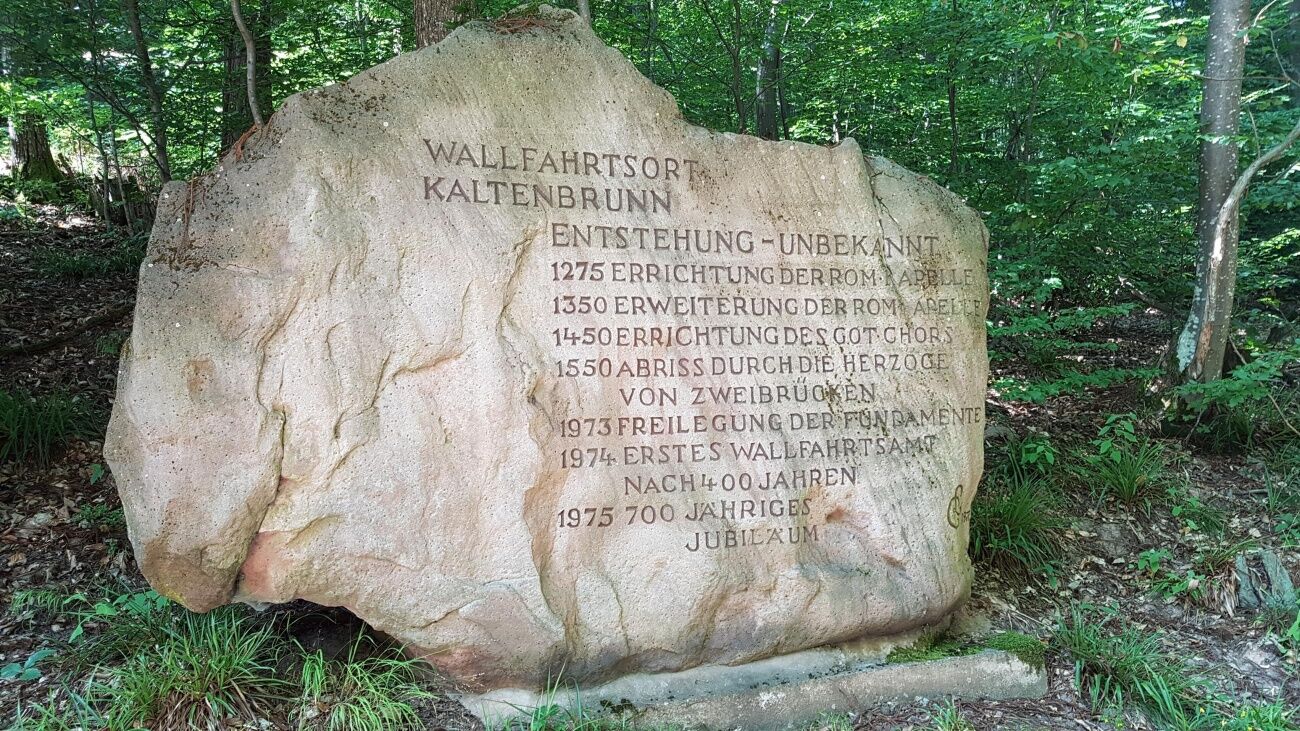 WALLFAHRTSORT
KALTENBRUNN
ENTSTEHUNG-UNBEKANNT
1275 ERRICHTUNG DER ROM·KAPELLE
1350 ERWEITERUNG DER ROM·KAPELLE
1450 ERRICHTUNG DES GOT·CHORS
1550 ABRISS DURCH DIE HERZÖGE
VON ZWEIBRÜCKEN
1973 FREILEGUNG DER FUNDAMENTE
1974 ERSTES WALLFAHRTSAMT
NACH 400 JAHREN
1975 700 JÄHRIGES
JUBILÄUM